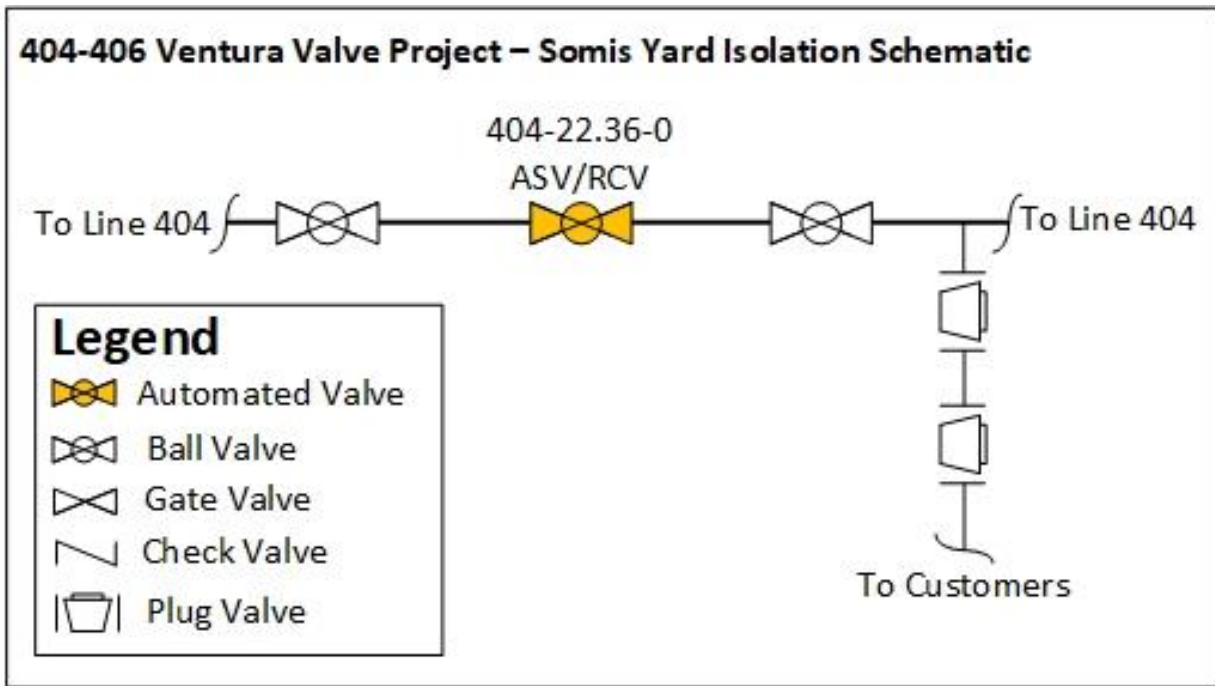 404-406 Ventura Valve Project – Somis Yard Isolation Schematic
404-22.36-0
ASV/RCV
To Line 404
To Line 404
Legend
Automated Valve
Ball Valve
Gate Valve
Check Valve
Plug Valve
To Customers